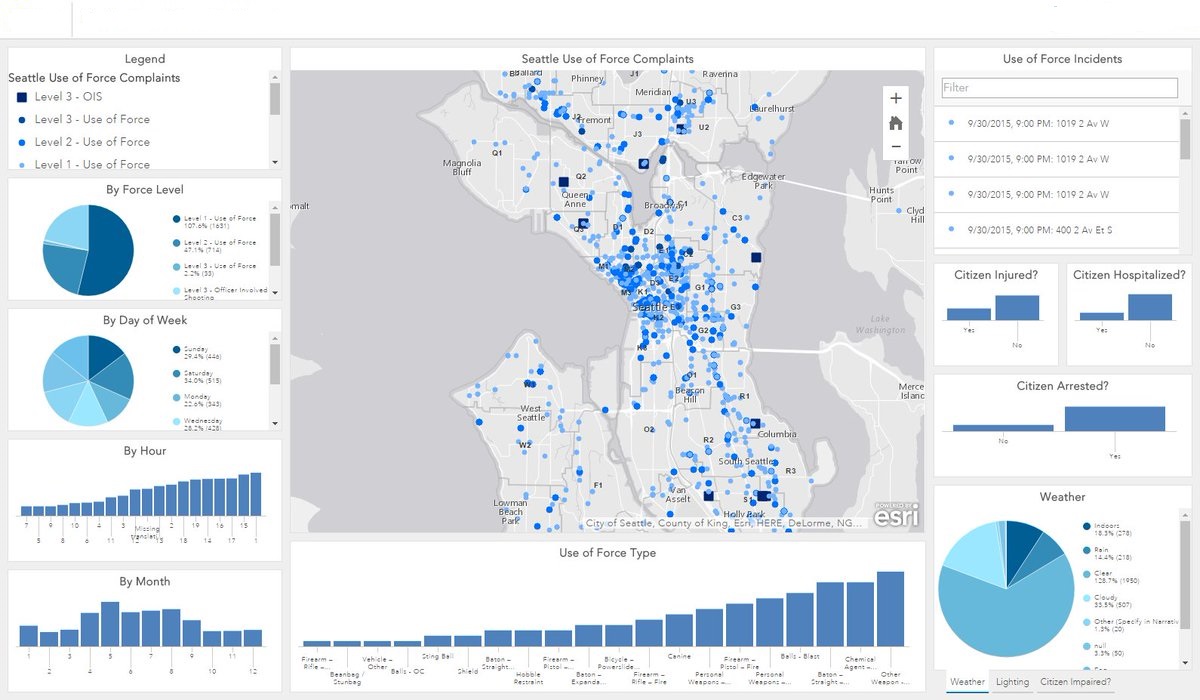 Legend
Seattle Use of Force Complaints
Level 3 - OIS
Level 3 - Use of Force
Level 2 - Use of Force
Level 1 - Use of Force
By Force Level
Level 1 - Use of Force
107.6% (1631)
Level 2 - Use of Force
47.1% (714)
Level 3 - Use of Force
2.2% (33)
Level 3 - Officer Involved
Shooting
By Day of Week
Sunday
29.4% (446)
Saturday
34.0% (515)
Monday
22.6% (343)
Wednesday
28.2% (428)
By Hour
7 9 10 4 3 Missing 2 19 16 15
translati...
5 8 6 11 12 13 14 18 17 1
By Month
1 3 5 7 9 11
2 4 6 8 10 12
Seattle Use of Force Complaints
Ballard
Phinney
J1
Ravenna
Meridian
U3
Laurelhurst
J2
Fremont
J3
U2
Q1
Magnolia
Bluff
Q2
Queen
Anne
Edgewater
Park
Yarrow
Point
Hunts
Point
Clyde
Hill
omalt
Broadway
C1
C3
Q3
D1
D2
E1
C2
M1
E2
D3
G1
M3
K1
Seattle
E3
G3
K2
G2
K3
Lake
Washington
W1
O1
Beacon
Hill
R1
Mercer
Island
West
Seattle
O2
Columbia
W2
R2
South Seattle
R3
F1
Van
Asselt
S1
Lowman
Beach
Park
Holly Park
City of Seattle, County of King, Esri, HERE, DeLorme, NG...
POWERED BY
esri
Use of Force Type
Firearm –
Rifle –...
Beanbag /
Stunbag
Vehicle –
Other
Balls - OC
Sting Ball
Shield
Baton –
Straight –...
Hobble
Restraint
Firearm –
Pistol –...
Baton –
Expanda...
Bicycle –
Powerslide...
Firearm –
Rifle – Fire
Canine
Personal
Weapons –...
Firearm –
Pistol – Fire
Personal
Weapons –...
Balls - Blast
Baton –
Straight –...
Chemical
Agent –...
Other
Weapon -...
Use of Force Incidents
Filter
9/30/2015, 9:00 PM: 1019 2 Av W
9/30/2015, 9:00 PM: 1019 2 Av W
9/30/2015, 9:00 PM: 1019 2 Av W
9/30/2015, 9:00 PM: 400 2 Av Et S
Citizen Injured?
Yes
No
Citizen Hospitalized?
Yes
No
Citizen Arrested?
No
Yes
Weather
Indoors
18.3% (278)
Rain
14.4% (218)
Clear
128.7% (1950)
Cloudy
33.5% (507)
Other (Specify in Narrativ
1.3% (20)
null
3.3% (50)
Fog
Weather Lighting Citizen Impaired?